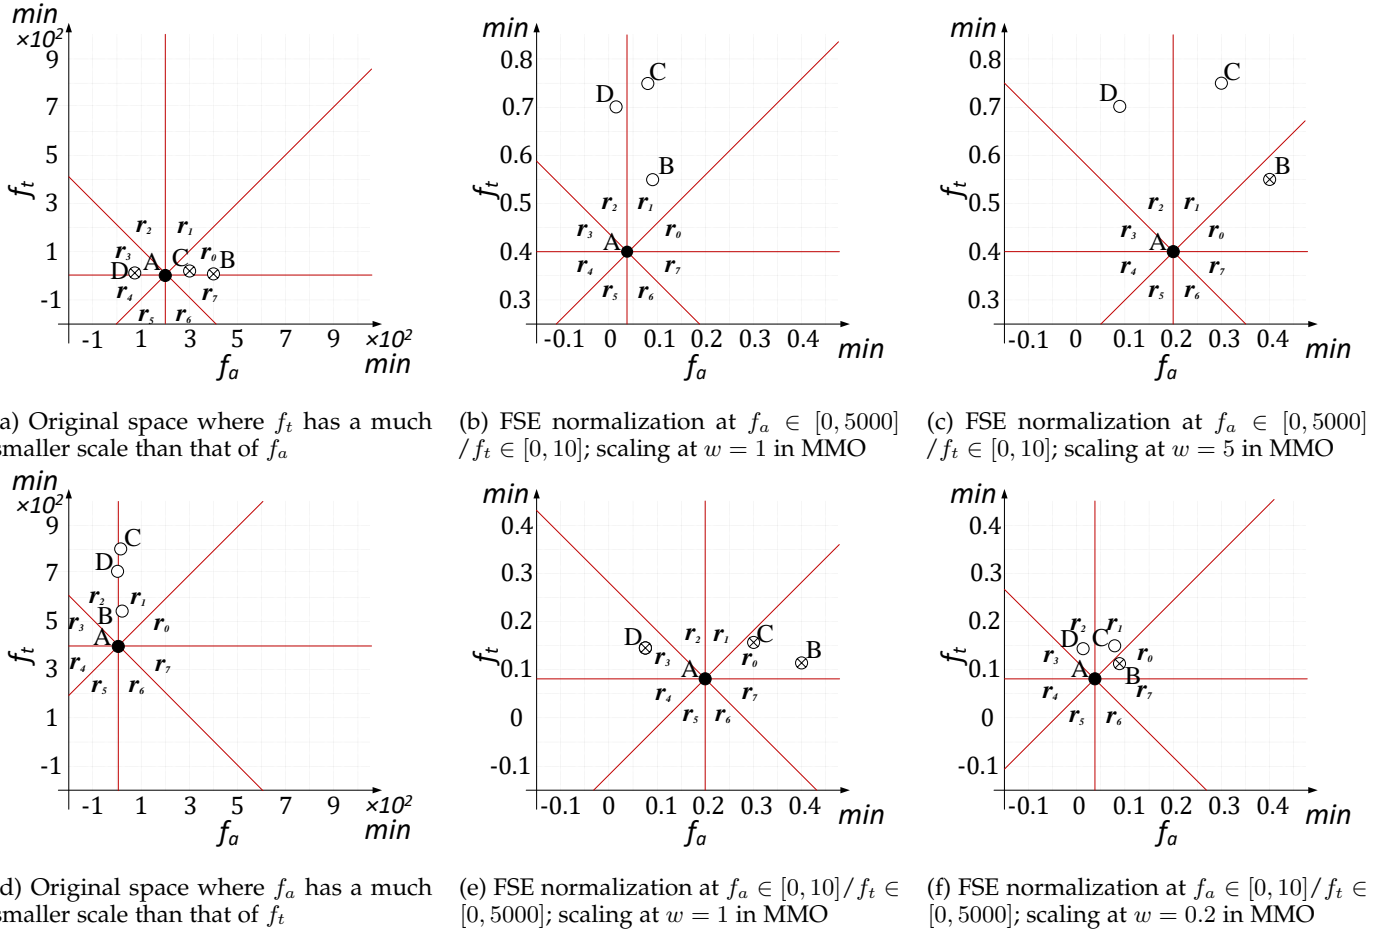 min
×10²
9
7
5
3
1
-1
f_t
r₂ r₁
r₃ A C r₀ B
D
r₄ r₇
r₅ r₆
-1 1 3 5 7 9 ×10²
f_a min
a) Original space where f_t has a much
smaller scale than that of f_a
min
0.8
0.7
0.6
0.5
0.4
0.3
f_t
C
D
B
r₂ r₁
r₃ r₀
A
r₄ r₇
r₅ r₆
-0.1 0 0.1 0.2 0.3 0.4 min
f_a
(b) FSE normalization at f_a ∈ [0, 5000]
/f_t ∈ [0, 10]; scaling at w = 1 in MMO
min
0.8
0.7
0.6
0.5
0.4
0.3
f_t
C
D
B
r₂ r₁
r₃ r₀
A
r₄ r₇
r₅ r₆
-0.1 0 0.1 0.2 0.3 0.4 min
f_a
(c) FSE normalization at f_a ∈ [0, 5000]
/f_t ∈ [0, 10]; scaling at w = 5 in MMO
min
×10²
9
7
5
3
1
-1
f_t
C
D
r₂ r₁
B
r₃ r₀
A
r₄ r₇
r₅ r₆
-1 1 3 5 7 9 ×10²
f_a min
d) Original space where f_a has a much
smaller scale than that of f_t
min
0.4
0.3
0.2
0.1
0
-0.1
f_t
D r₂ r₁ C
r₃ r₀ B
A
r₄ r₇
r₅ r₆
-0.1 0 0.1 0.2 0.3 0.4 min
f_a
(e) FSE normalization at f_a ∈ [0, 10]/f_t ∈
[0, 5000]; scaling at w = 1 in MMO
min
0.4
0.3
0.2
0.1
0
-0.1
f_t
r₂ r₁
D C
r₃ r₀
A B
r₄ r₇
r₅ r₆
-0.1 0 0.1 0.2 0.3 0.4 min
f_a
(f) FSE normalization at f_a ∈ [0, 10]/f_t ∈
[0, 5000]; scaling at w = 0.2 in MMO